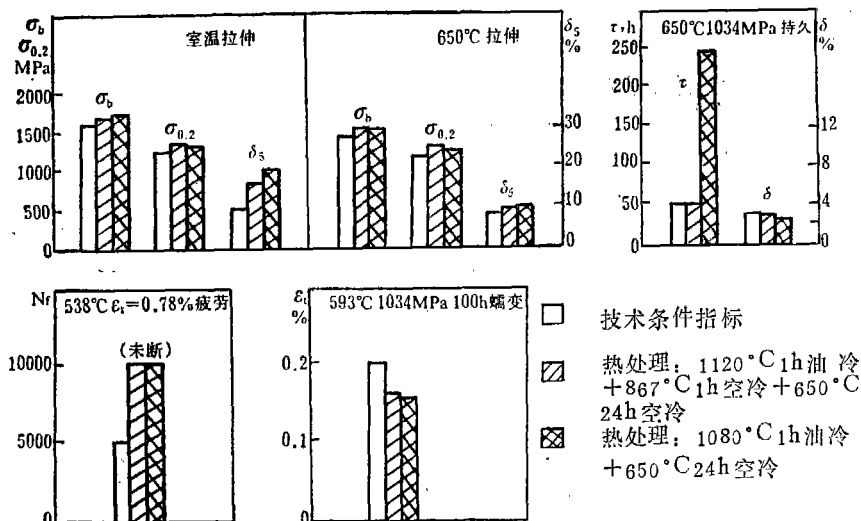 σb
σ0.2
MPa
室温拉伸
650°C 拉伸
δ5
%
2000
1500
1000
500
0
σb
σ0.2
δ5
σb
σ0.2
δ5
30
20
10
0
τ,h
650°C1034MPa 持久
δ
%
250
200
150
100
50
0
τ
δ
12
8
4
0
Nf
538°C εt=0.78%疲劳
(未断)
10000
5000
0
εt
%
593°C 1034MPa 100h蠕变
0.2
0.1
0
技术条件指标
热处理：1120°C1h油 冷
+867°C1h空冷+650°C
24h空冷
热处理：1080°C1h油冷
+650°C24h空冷